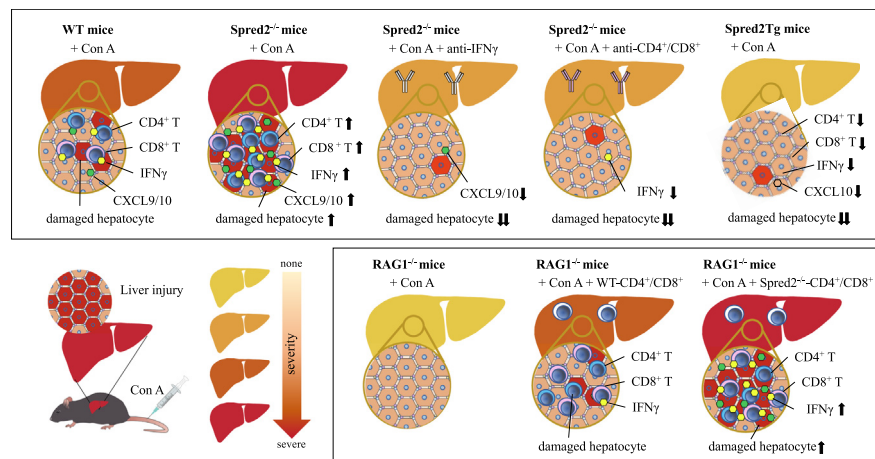 WT mice
+ Con A
CD4⁺ T
CD8⁺ T
IFNγ
CXCL9/10
damaged hepatocyte
Spred2⁻/⁻ mice
+ Con A
CD4⁺ T ⬆
CD8⁺ T ⬆
IFNγ ⬆
CXCL9/10 ⬆
damaged hepatocyte ⬆
Spred2⁻/⁻ mice
+ Con A + anti-IFNγ
CXCL9/10 ⬇
damaged hepatocyte ⬇⬇
Spred2⁻/⁻ mice
+ Con A + anti-CD4⁺/CD8⁺
IFNγ ⬇
damaged hepatocyte ⬇⬇
Spred2Tg mice
+ Con A
CD4⁺ T ⬇
CD8⁺ T ⬇
IFNγ ⬇
CXCL10 ⬇
damaged hepatocyte ⬇⬇
Liver injury
Con A
none
severity
severe
RAG1⁻/⁻ mice
+ Con A
RAG1⁻/⁻ mice
+ Con A + WT-CD4⁺/CD8⁺
CD4⁺ T
CD8⁺ T
IFNγ
damaged hepatocyte
RAG1⁻/⁻ mice
+ Con A + Spred2⁻/⁻-CD4⁺/CD8⁺
CD4⁺ T
CD8⁺ T
IFNγ ⬆
damaged hepatocyte ⬆